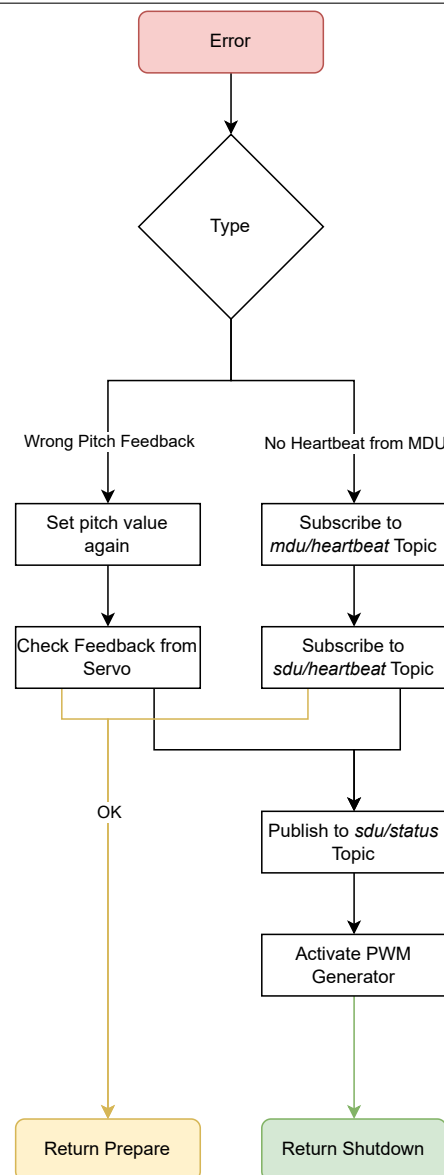 Error
Type
Wrong Pitch Feedback
No Heartbeat from MDU
Set pitch value
again
Subscribe to
mdu/heartbeat Topic
Check Feedback from
Servo
Subscribe to
sdu/heartbeat Topic
OK
Publish to sdu/status
Topic
Activate PWM
Generator
Return Prepare
Return Shutdown